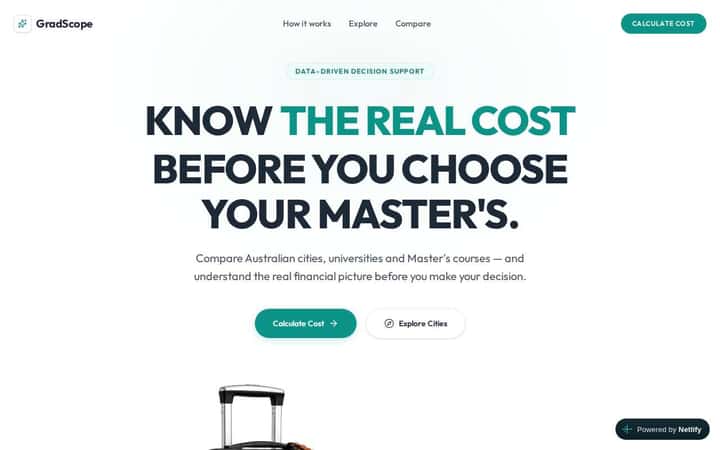 GradScope
How it works
Explore
Compare
CALCULATE COST
DATA-DRIVEN DECISION SUPPORT
KNOW THE REAL COST
BEFORE YOU CHOOSE
YOUR MASTER'S.
Compare Australian cities, universities and Master's courses — and
understand the real financial picture before you make your decision.
Calculate Cost
Explore Cities
Powered by Netlify